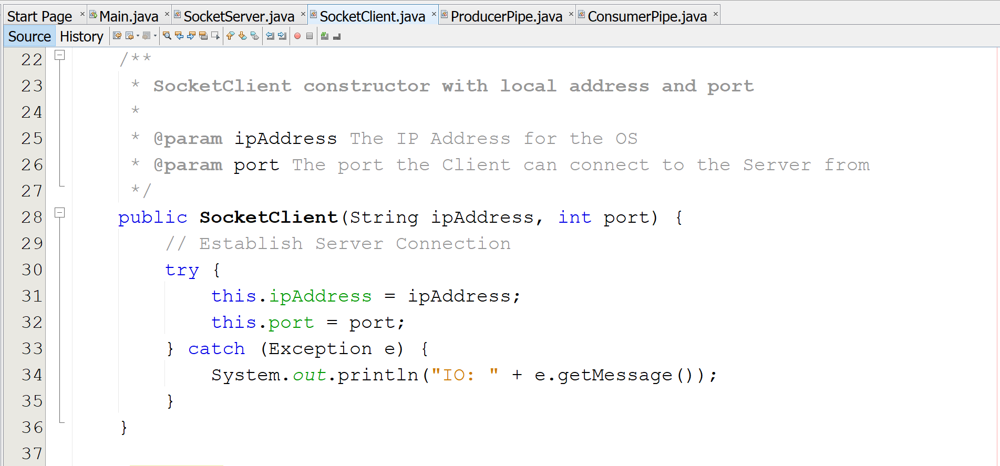 Start Page × Main.java × SocketServer.java × SocketClient.java × ProducerPipe.java × ConsumerPipe.java ×
Source History
22 /**
23 * SocketClient constructor with local address and port
24 *
25 * @param ipAddress The IP Address for the OS
26 * @param port The port the Client can connect to the Server from
27 */
28 public SocketClient(String ipAddress, int port) {
29 // Establish Server Connection
30 try {
31 this.ipAddress = ipAddress;
32 this.port = port;
33 } catch (Exception e) {
34 System.out.println("IO: " + e.getMessage());
35 }
36 }
37